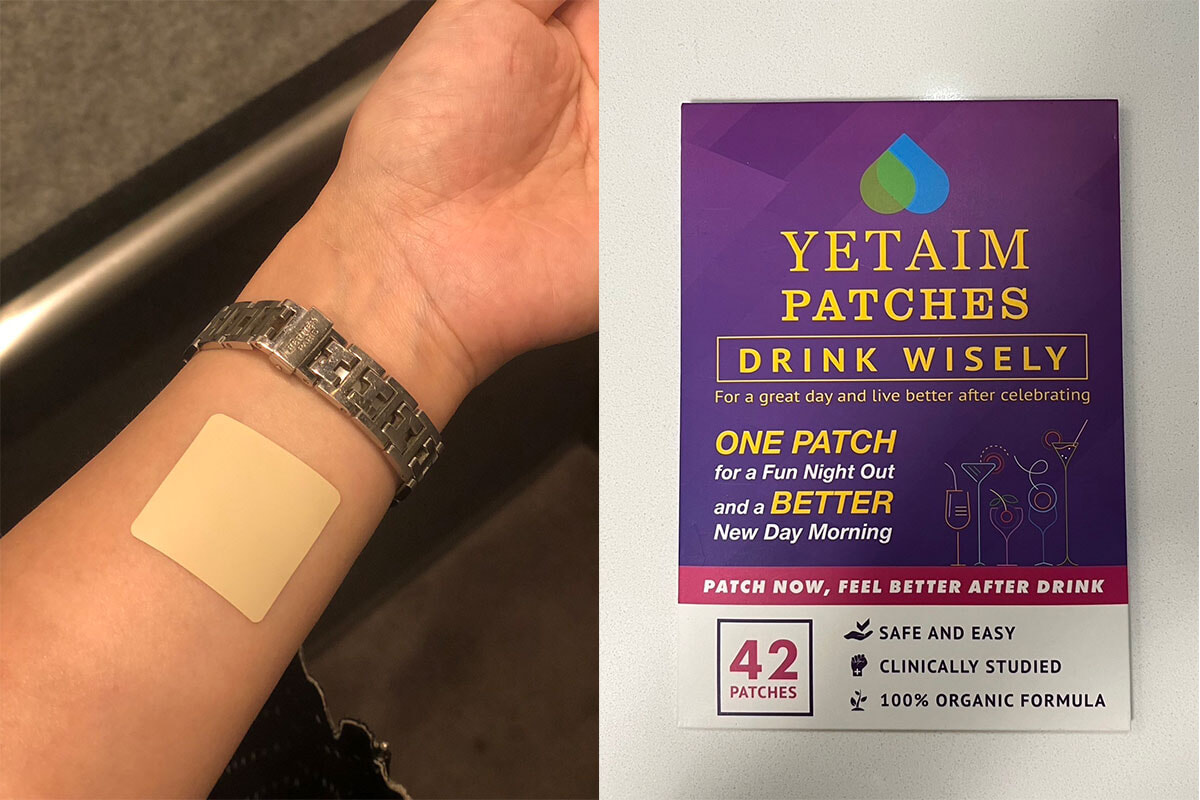 YETAIM
PATCHES
DRINK WISELY
For a great day and live better after celebrating
ONE PATCH
for a Fun Night Out
and a BETTER
New Day Morning
PATCH NOW, FEEL BETTER AFTER DRINK
42
PATCHES
SAFE AND EASY
CLINICALLY STUDIED
100% ORGANIC FORMULA